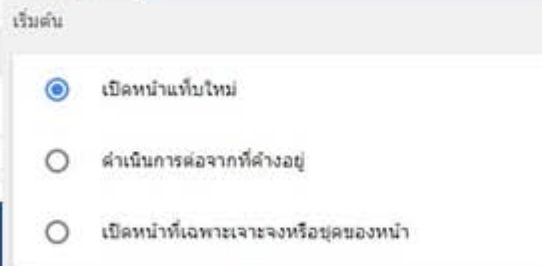 เริ่มต้น
เปิดหน้าแท็บใหม่
ดำเนินการต่อจากที่ค้างอยู่
เปิดหน้าที่เฉพาะเจาะจงหรือชุดของหน้า